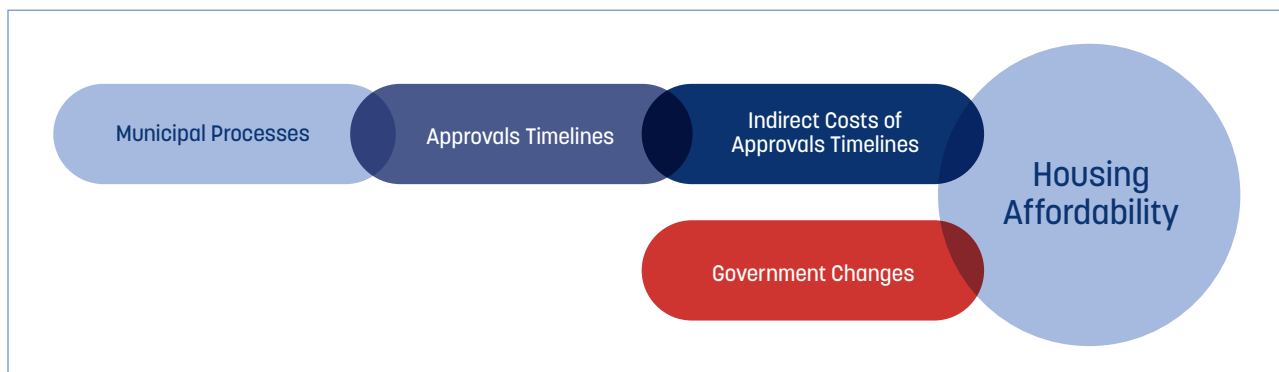 Municipal Processes
Approvals Timelines
Indirect Costs of
Approvals Timelines
Housing
Affordability
Government Changes